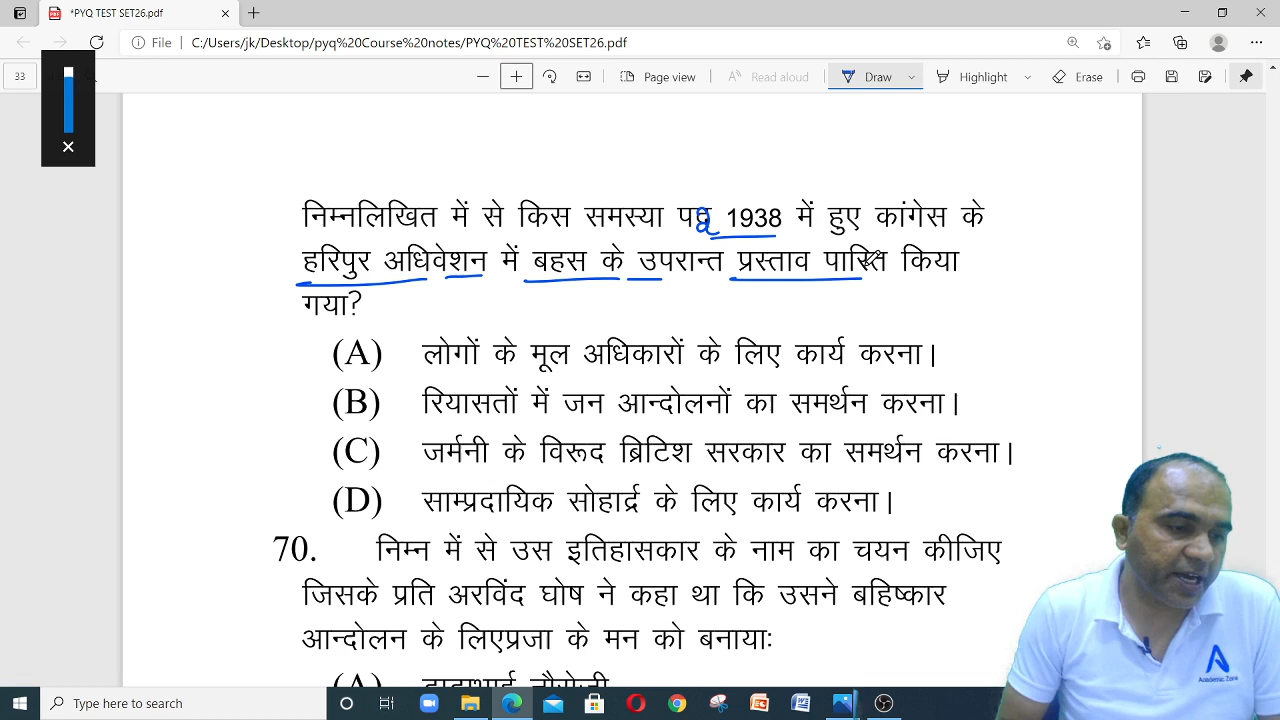 *PYQ TEST SET26.pdf
File C:/Users/jk/Desktop/pyq%20Course%20notes/PYQ%20TEST%20SET26.pdf
33 Page view Read aloud Draw Highlight Erase
निम्नलिखित में से किस समस्या पद 1938 में हुए कांगेस के
हरिपुर अधिवेशन में बहस के उपरान्त प्रस्ताव पारित किया
गया?
(A) लोगों के मूल अधिकारों के लिए कार्य करना।
(B) रियासतों में जन आन्दोलनों का समर्थन करना।
(C) जर्मनी के विरूद ब्रिटिश सरकार का समर्थन करना।
(D) साम्प्रदायिक सोहार्द्र के लिए कार्य करना।
70. निम्न में से उस इतिहासकार के नाम का चयन कीजिए
जिसके प्रति अरविंद घोष ने कहा था कि उसने बहिष्कार
आन्दोलन के लिएप्रजा के मन को बनायाः
(A) दादाभाई नौरोजी
Academic Zone
Type here to search